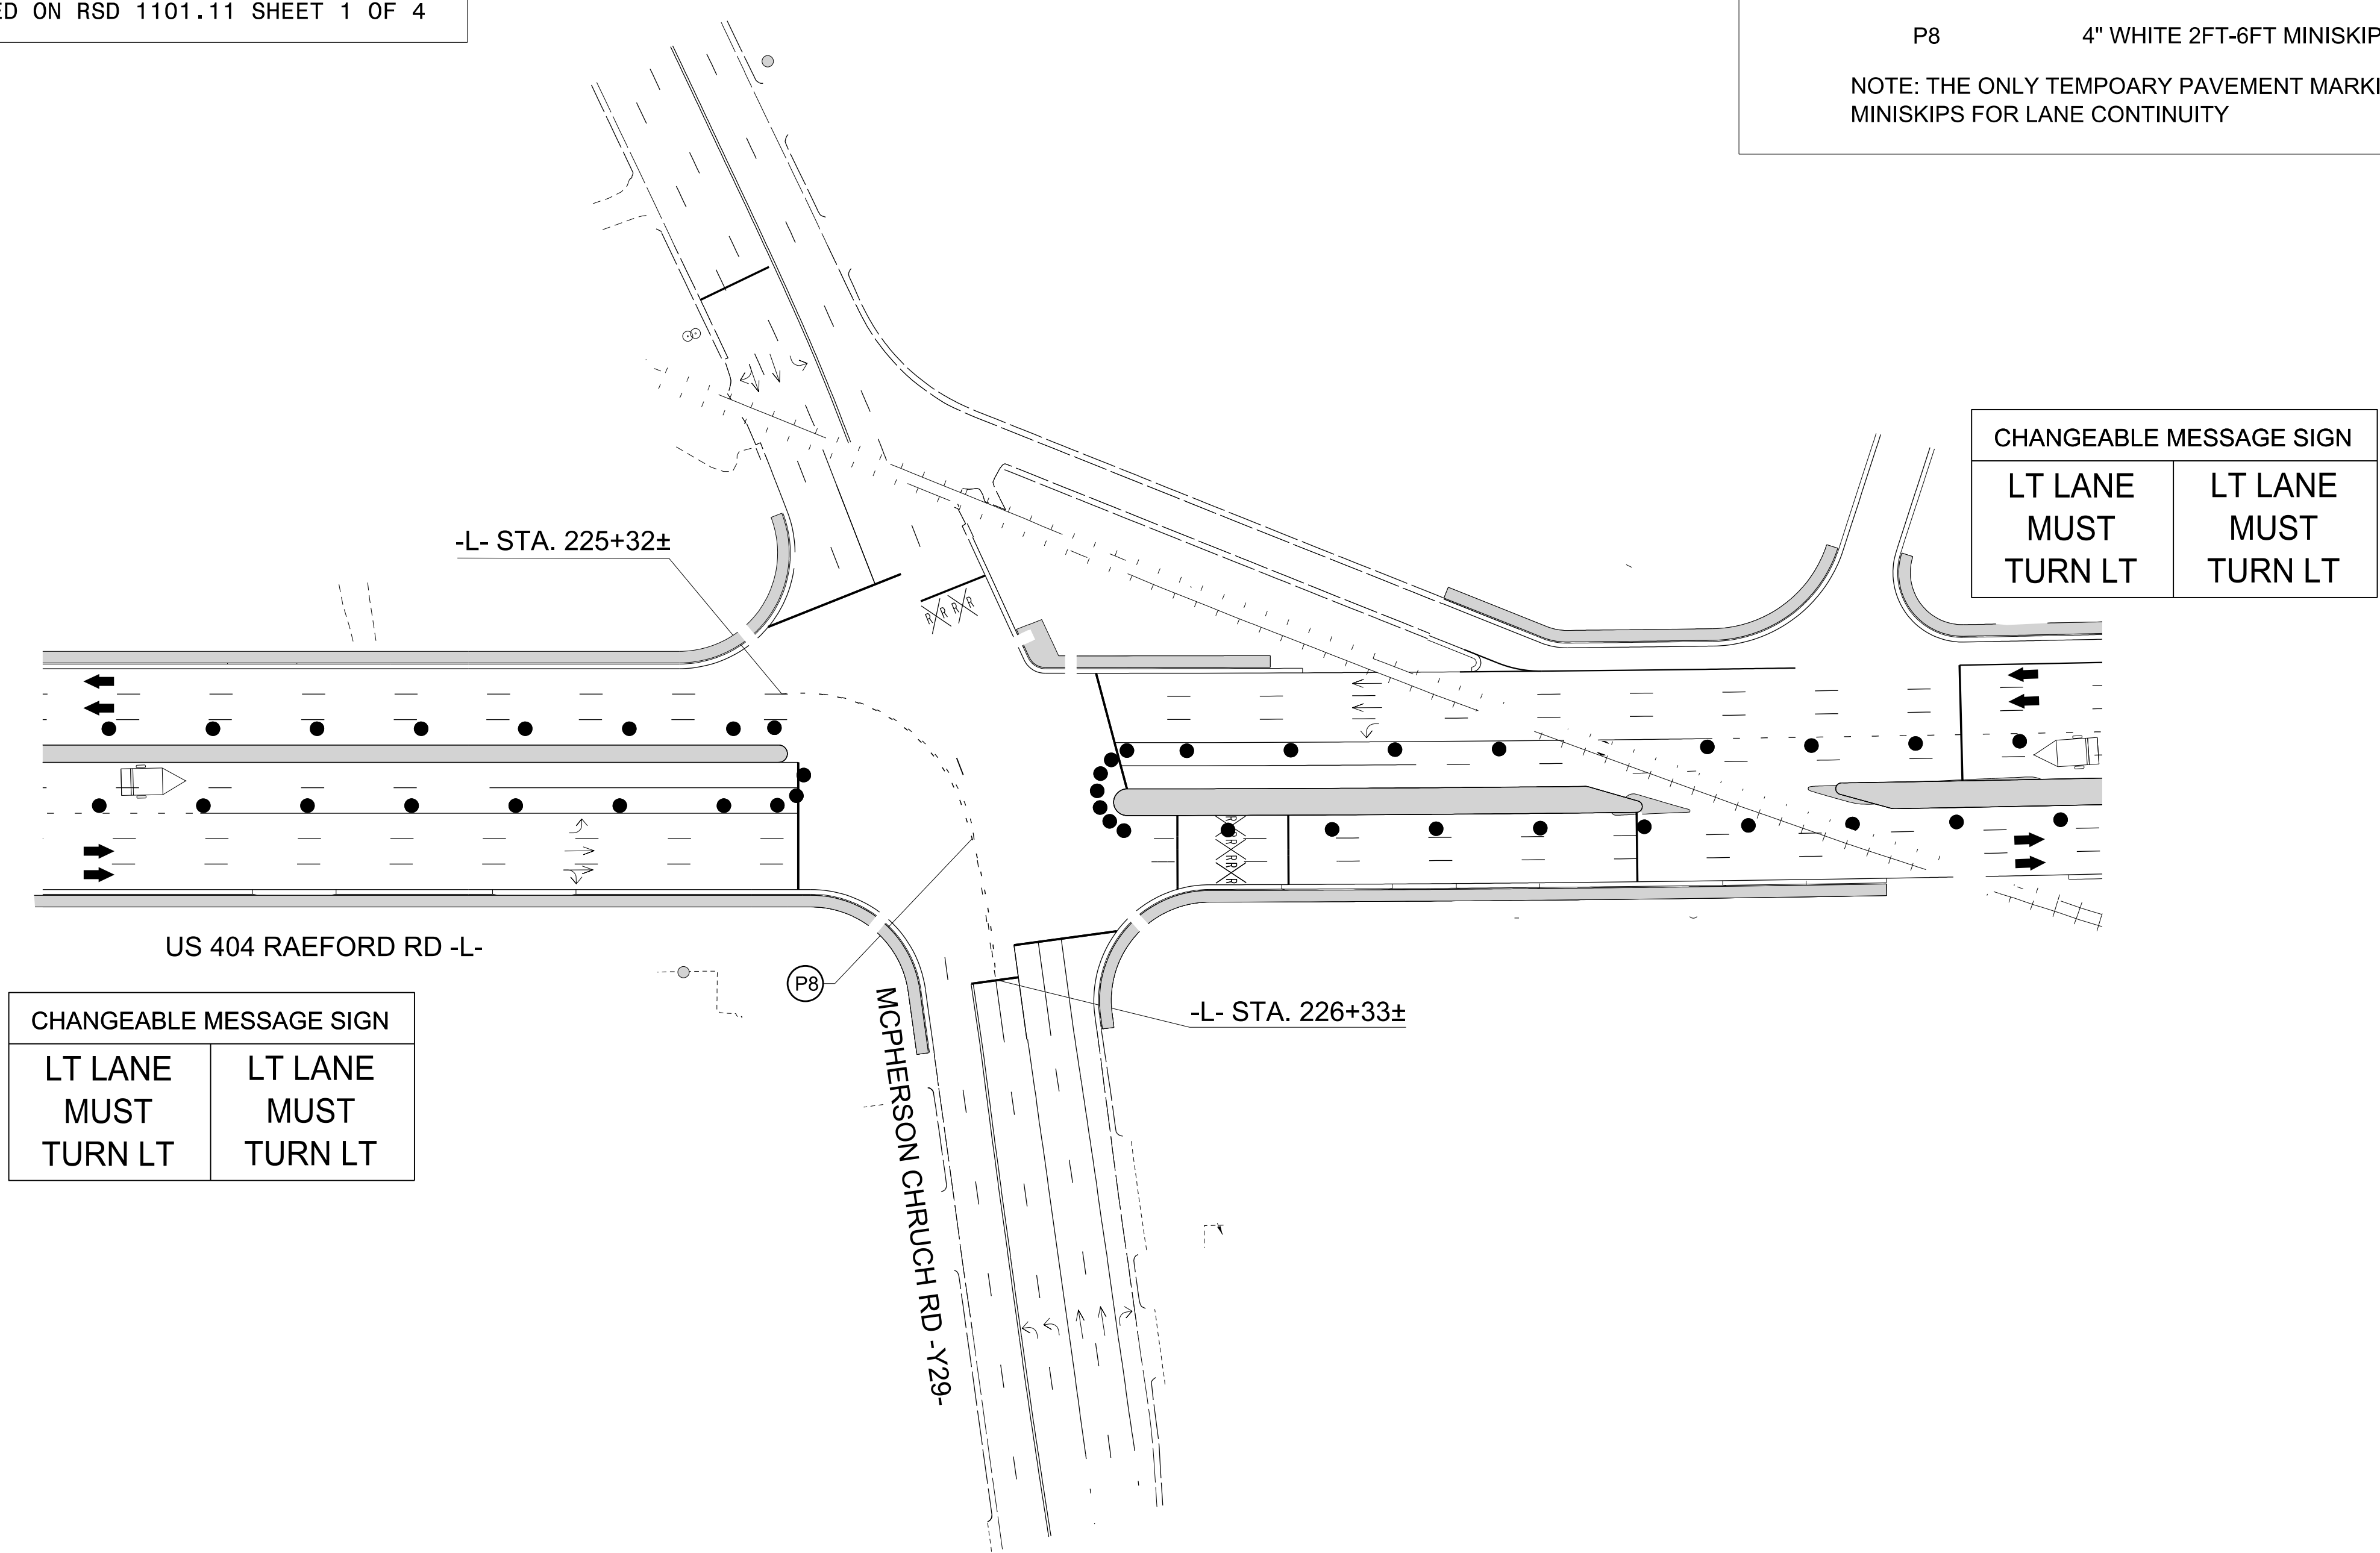 ED ON RSD 1101.11 SHEET 1 OF 4
P8 4" WHITE 2FT-6FT MINISKIP
NOTE: THE ONLY TEMPOARY PAVEMENT MARKI
MINISKIPS FOR LANE CONTINUITY
CHANGEABLE MESSAGE SIGN
LT LANE LT LANE
MUST MUST
TURN LT TURN LT
-L- STA. 225+32±
R R R R
R R R R R
US 404 RAEFORD RD -L-
P8
MCPHERSON CHRUCH RD -Y29-
-L- STA. 226+33±
CHANGEABLE MESSAGE SIGN
LT LANE LT LANE
MUST MUST
TURN LT TURN LT